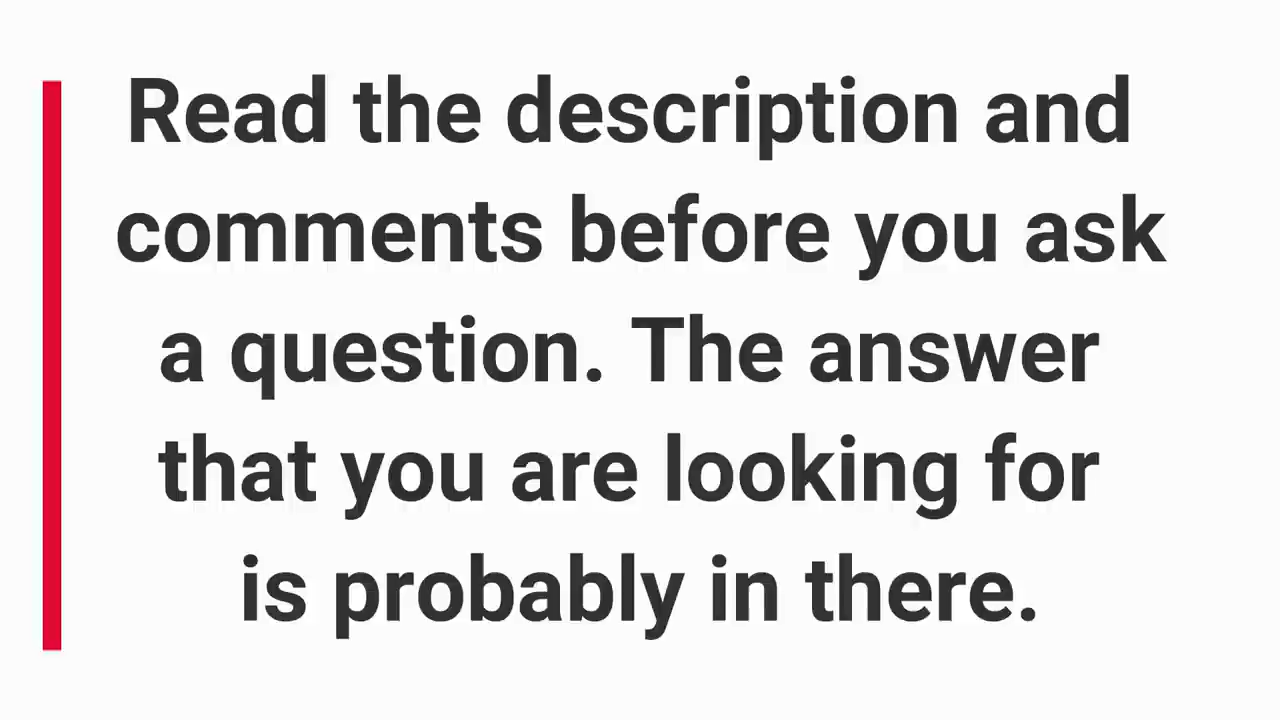 Read the description and
comments before you ask
a question. The answer
that you are looking for
is probably in there.